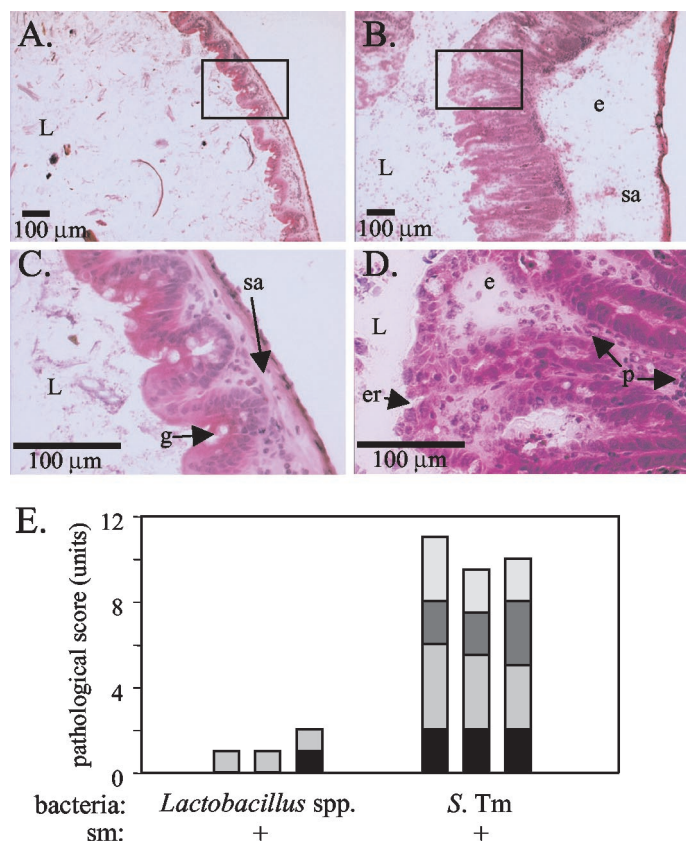 A.
L
100 µm
B.
e
L
sa
100 µm
C.
sa
L
g
100 µm
D.
e
L
p
er
100 µm
E.
pathological score (units)
12
8
4
0
bacteria: Lactobacillus spp. S. Tm
sm: + +